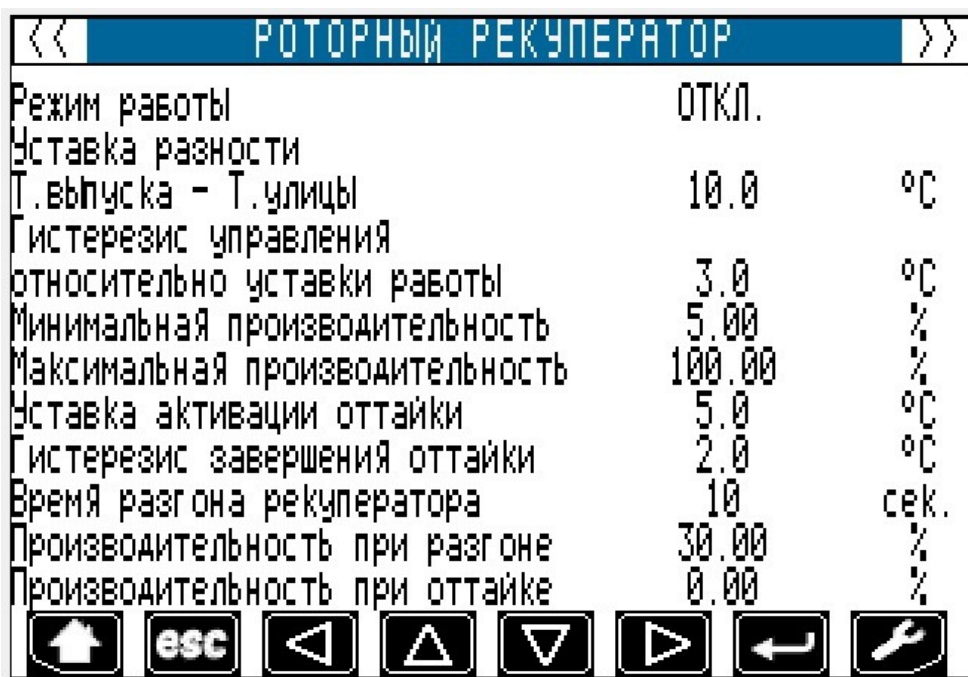 << РОТОРНЫЙ РЕКУПЕРАТОР >>
Режим работы ОТКЛ.
Уставка разности
Т.выпуска - Т.улицы 10.0 °C
Гистерезис управления
относительно уставки работы 3.0 °C
Минимальная производительность 5.00 %
Максимальная производительность 100.00 %
Уставка активации оттайки 5.0 °C
Гистерезис завершения оттайки 2.0 °C
Время разгона рекуператора 10 сек.
Производительность при разгоне 30.00 %
Производительность при оттайке 0.00 %
esc